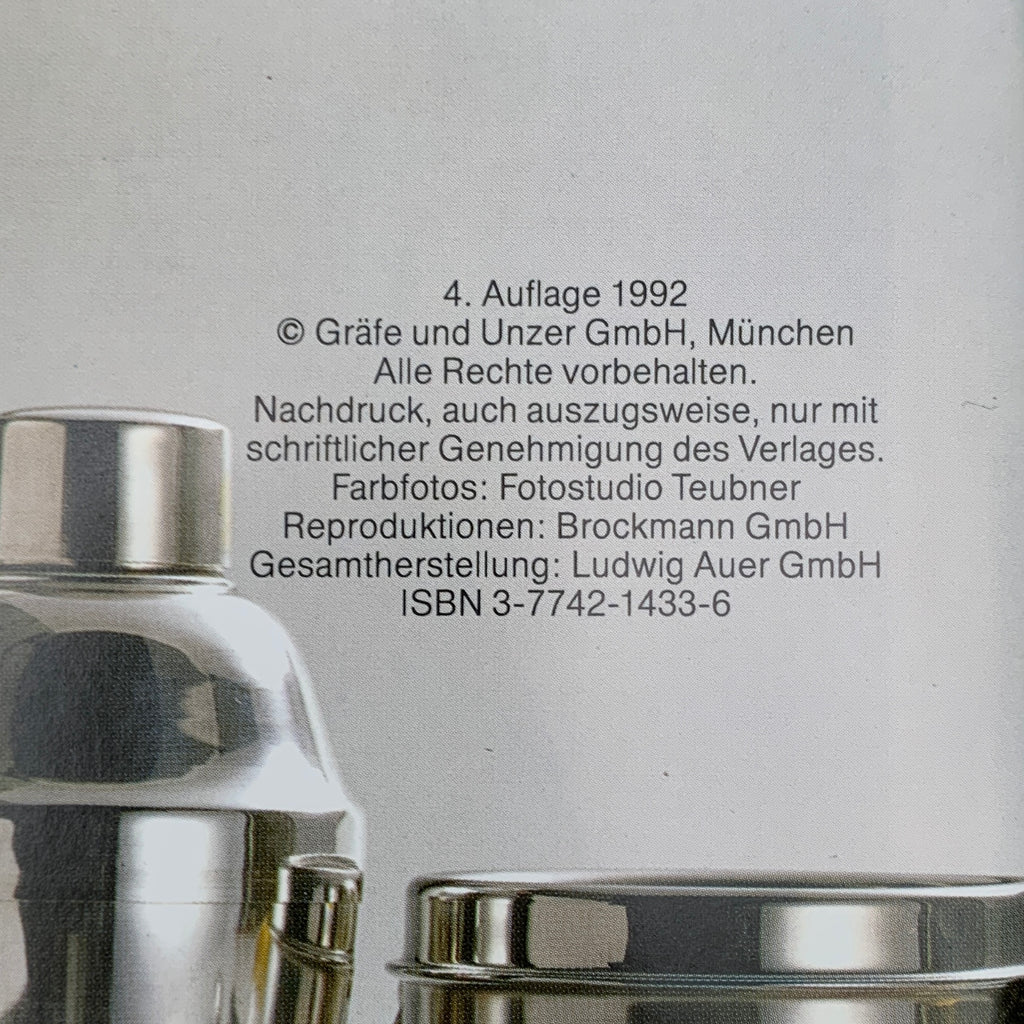 4. Auflage 1992
© Gräfe und Unzer GmbH, München
Alle Rechte vorbehalten.
Nachdruck, auch auszugsweise, nur mit
schriftlicher Genehmigung des Verlages.
Farbfotos: Fotostudio Teubner
Reproduktionen: Brockmann GmbH
Gesamtherstellung: Ludwig Auer GmbH
ISBN 3-7742-1433-6